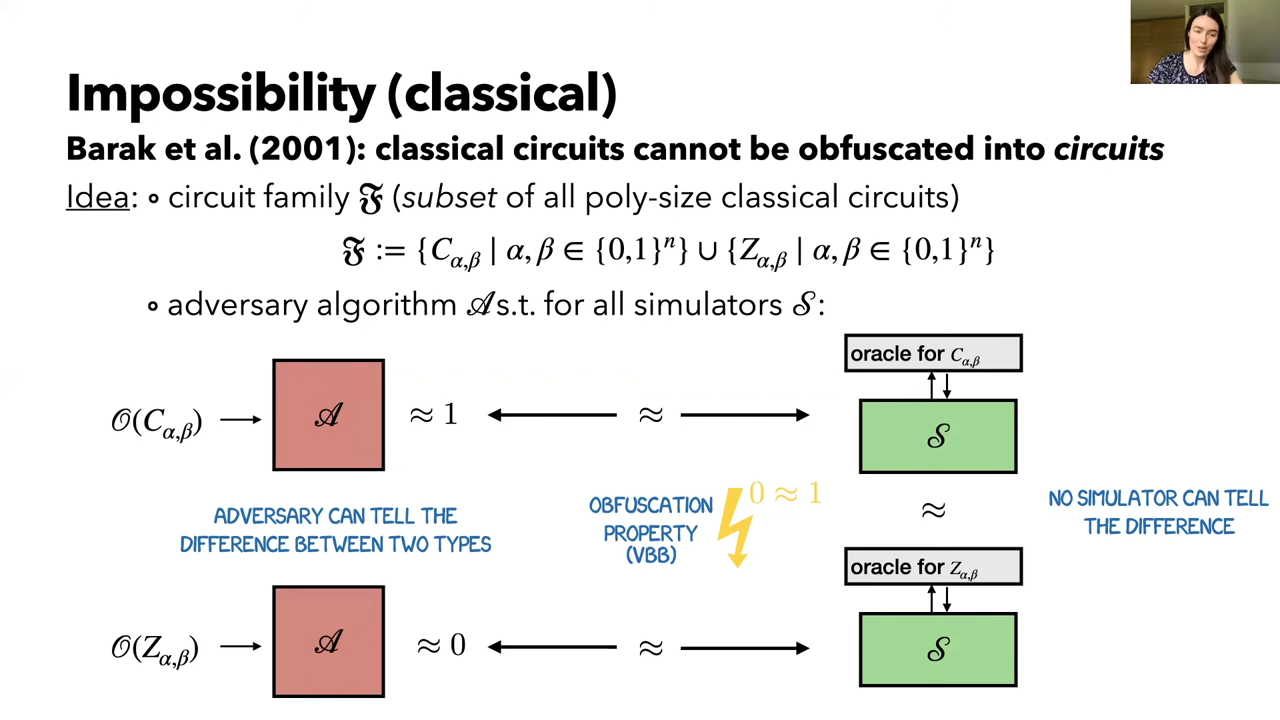 Impossibility (classical)
Barak et al. (2001): classical circuits cannot be obfuscated into circuits
Idea: ∘ circuit family 𝔉 (subset of all poly-size classical circuits)
𝔉 := {C_{α,β} | α, β ∈ {0,1}^n} ∪ {Z_{α,β} | α, β ∈ {0,1}^n}
∘ adversary algorithm 𝒜 s.t. for all simulators 𝒮:
oracle for C_{α,β}
𝒪(C_{α,β}) → 𝒜 ≈ 1 ≈ 𝒮
ADVERSARY CAN TELL THE
DIFFERENCE BETWEEN TWO TYPES
OBFUSCATION
PROPERTY
(VBB)
0 ≈ 1
≈
NO SIMULATOR CAN TELL
THE DIFFERENCE
oracle for Z_{α,β}
𝒪(Z_{α,β}) → 𝒜 ≈ 0 ≈ 𝒮